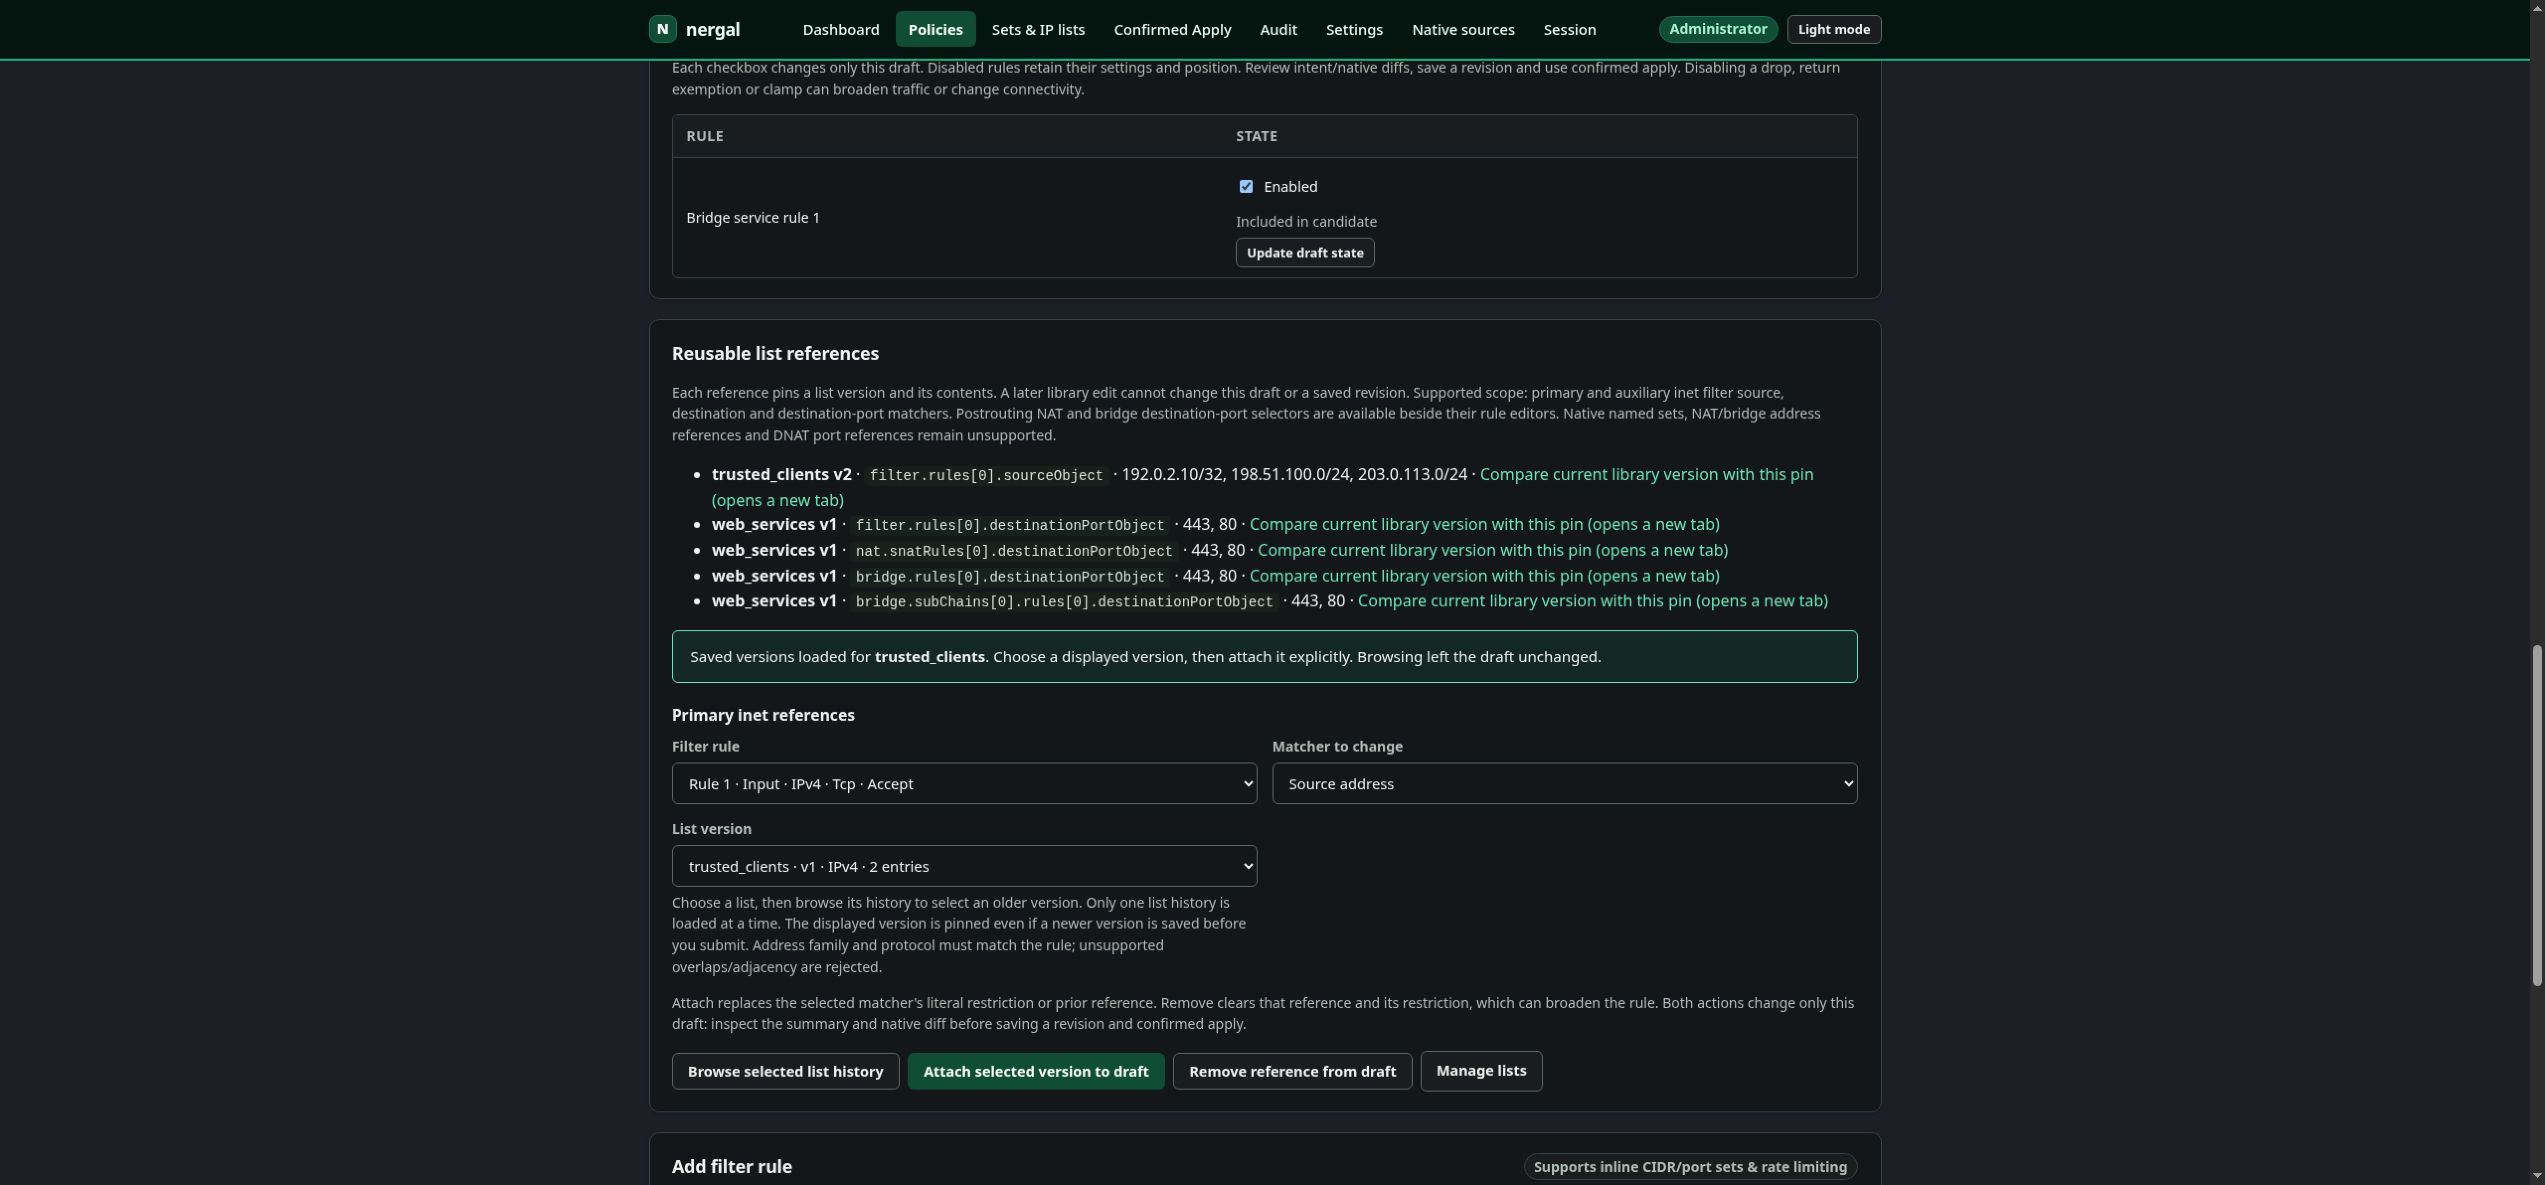 N nergal Dashboard Policies Sets & IP lists Confirmed Apply Audit Settings Native sources Session Administrator Light mode
Each checkbox changes only this draft. Disabled rules retain their settings and position. Review intent/native diffs, save a revision and use confirmed apply. Disabling a drop, return
exemption or clamp can broaden traffic or change connectivity.
RULE STATE
Enabled
Bridge service rule 1
Included in candidate
Update draft state
Reusable list references
Each reference pins a list version and its contents. A later library edit cannot change this draft or a saved revision. Supported scope: primary and auxiliary inet filter source,
destination and destination-port matchers. Postrouting NAT and bridge destination-port selectors are available beside their rule editors. Native named sets, NAT/bridge address
references and DNAT port references remain unsupported.
• trusted_clients v2 · filter.rules[0].sourceObject · 192.0.2.10/32, 198.51.100.0/24, 203.0.113.0/24 · Compare current library version with this pin
(opens a new tab)
• web_services v1 · filter.rules[0].destinationPortObject · 443, 80 · Compare current library version with this pin (opens a new tab)
• web_services v1 · nat.snatRules[0].destinationPortObject · 443, 80 · Compare current library version with this pin (opens a new tab)
• web_services v1 · bridge.rules[0].destinationPortObject · 443, 80 · Compare current library version with this pin (opens a new tab)
• web_services v1 · bridge.subChains[0].rules[0].destinationPortObject · 443, 80 · Compare current library version with this pin (opens a new tab)
Saved versions loaded for trusted_clients. Choose a displayed version, then attach it explicitly. Browsing left the draft unchanged.
Primary inet references
Filter rule Matcher to change
Rule 1 · Input · IPv4 · Tcp · Accept Source address
List version
trusted_clients · v1 · IPv4 · 2 entries
Choose a list, then browse its history to select an older version. Only one list history is
loaded at a time. The displayed version is pinned even if a newer version is saved before
you submit. Address family and protocol must match the rule; unsupported
overlaps/adjacency are rejected.
Attach replaces the selected matcher's literal restriction or prior reference. Remove clears that reference and its restriction, which can broaden the rule. Both actions change only this
draft: inspect the summary and native diff before saving a revision and confirmed apply.
Browse selected list history Attach selected version to draft Remove reference from draft Manage lists
Add filter rule Supports inline CIDR/port sets & rate limiting